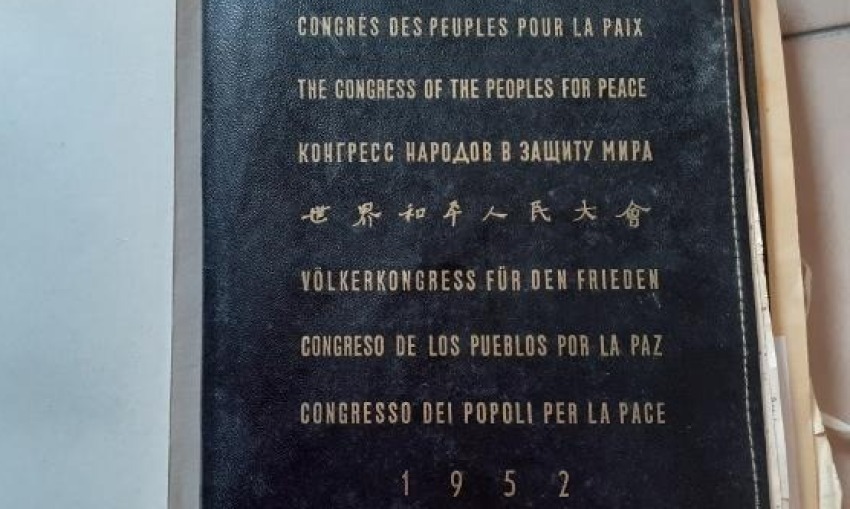 CONGRÈS DES PEUPLES POUR LA PAIX
THE CONGRESS OF THE PEOPLES FOR PEACE
КОНГРЕСС НАРОДОВ В ЗАЩИТУ МИРА
世界和平人民大會
VÖLKERKONGRESS FÜR DEN FRIEDEN
CONGRESO DE LOS PUEBLOS POR LA PAZ
CONGRESSO DEI POPOLI PER LA PACE
1952